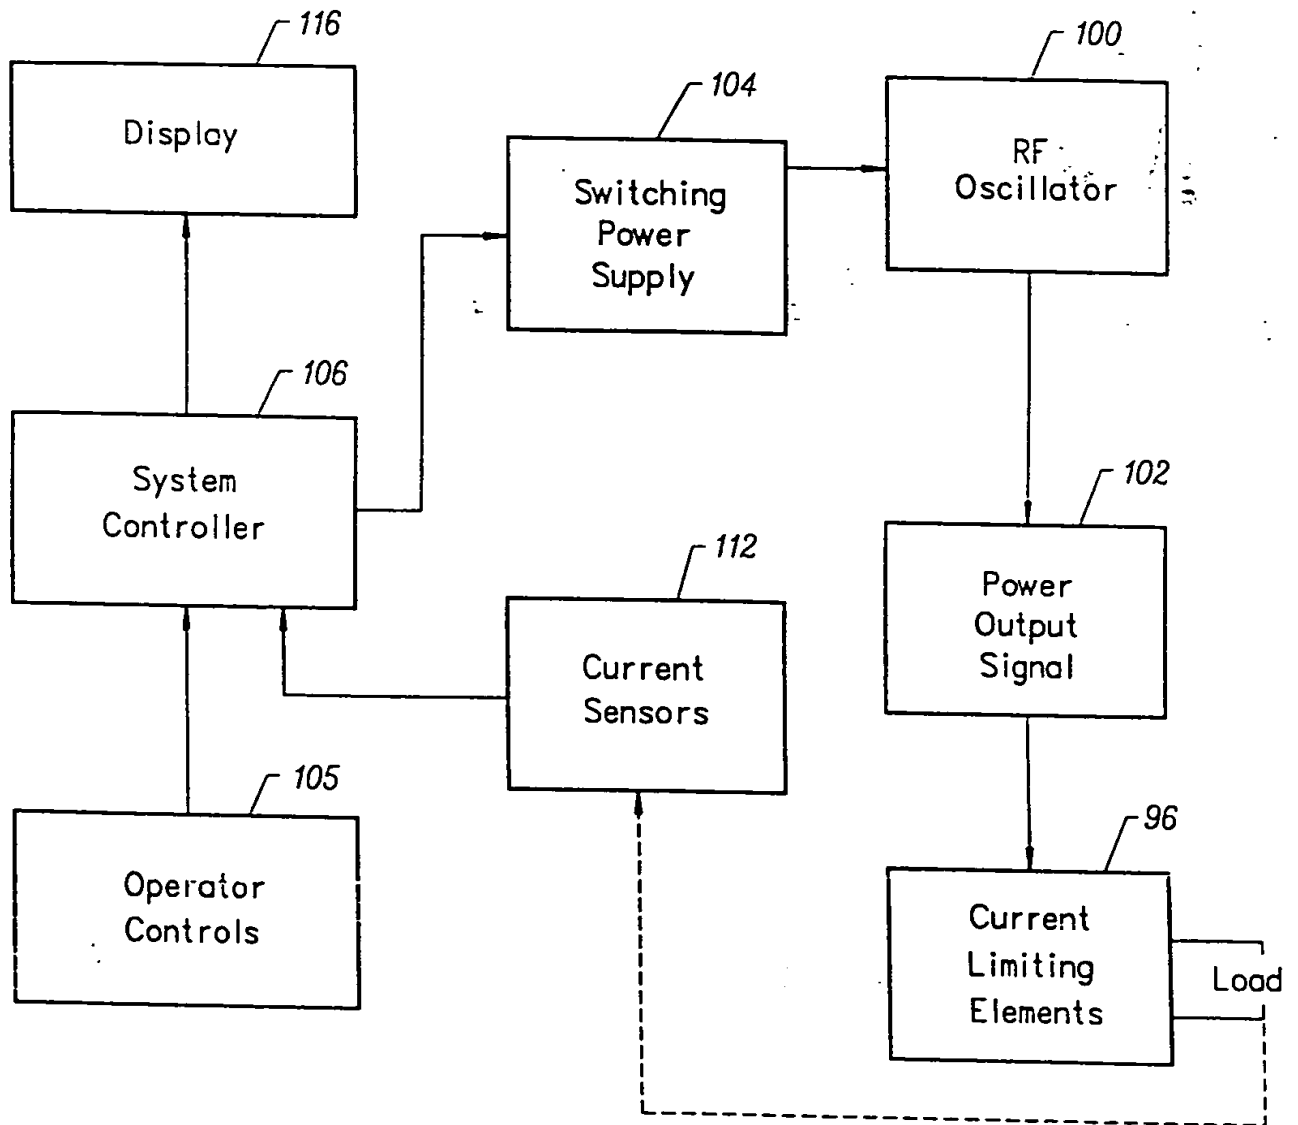 116
Display
104
Switching
Power
Supply
100
RF
Oscillator
106
System
Controller
112
Current
Sensors
102
Power
Output
Signal
105
Operator
Controls
96
Current
Limiting
Elements
Load